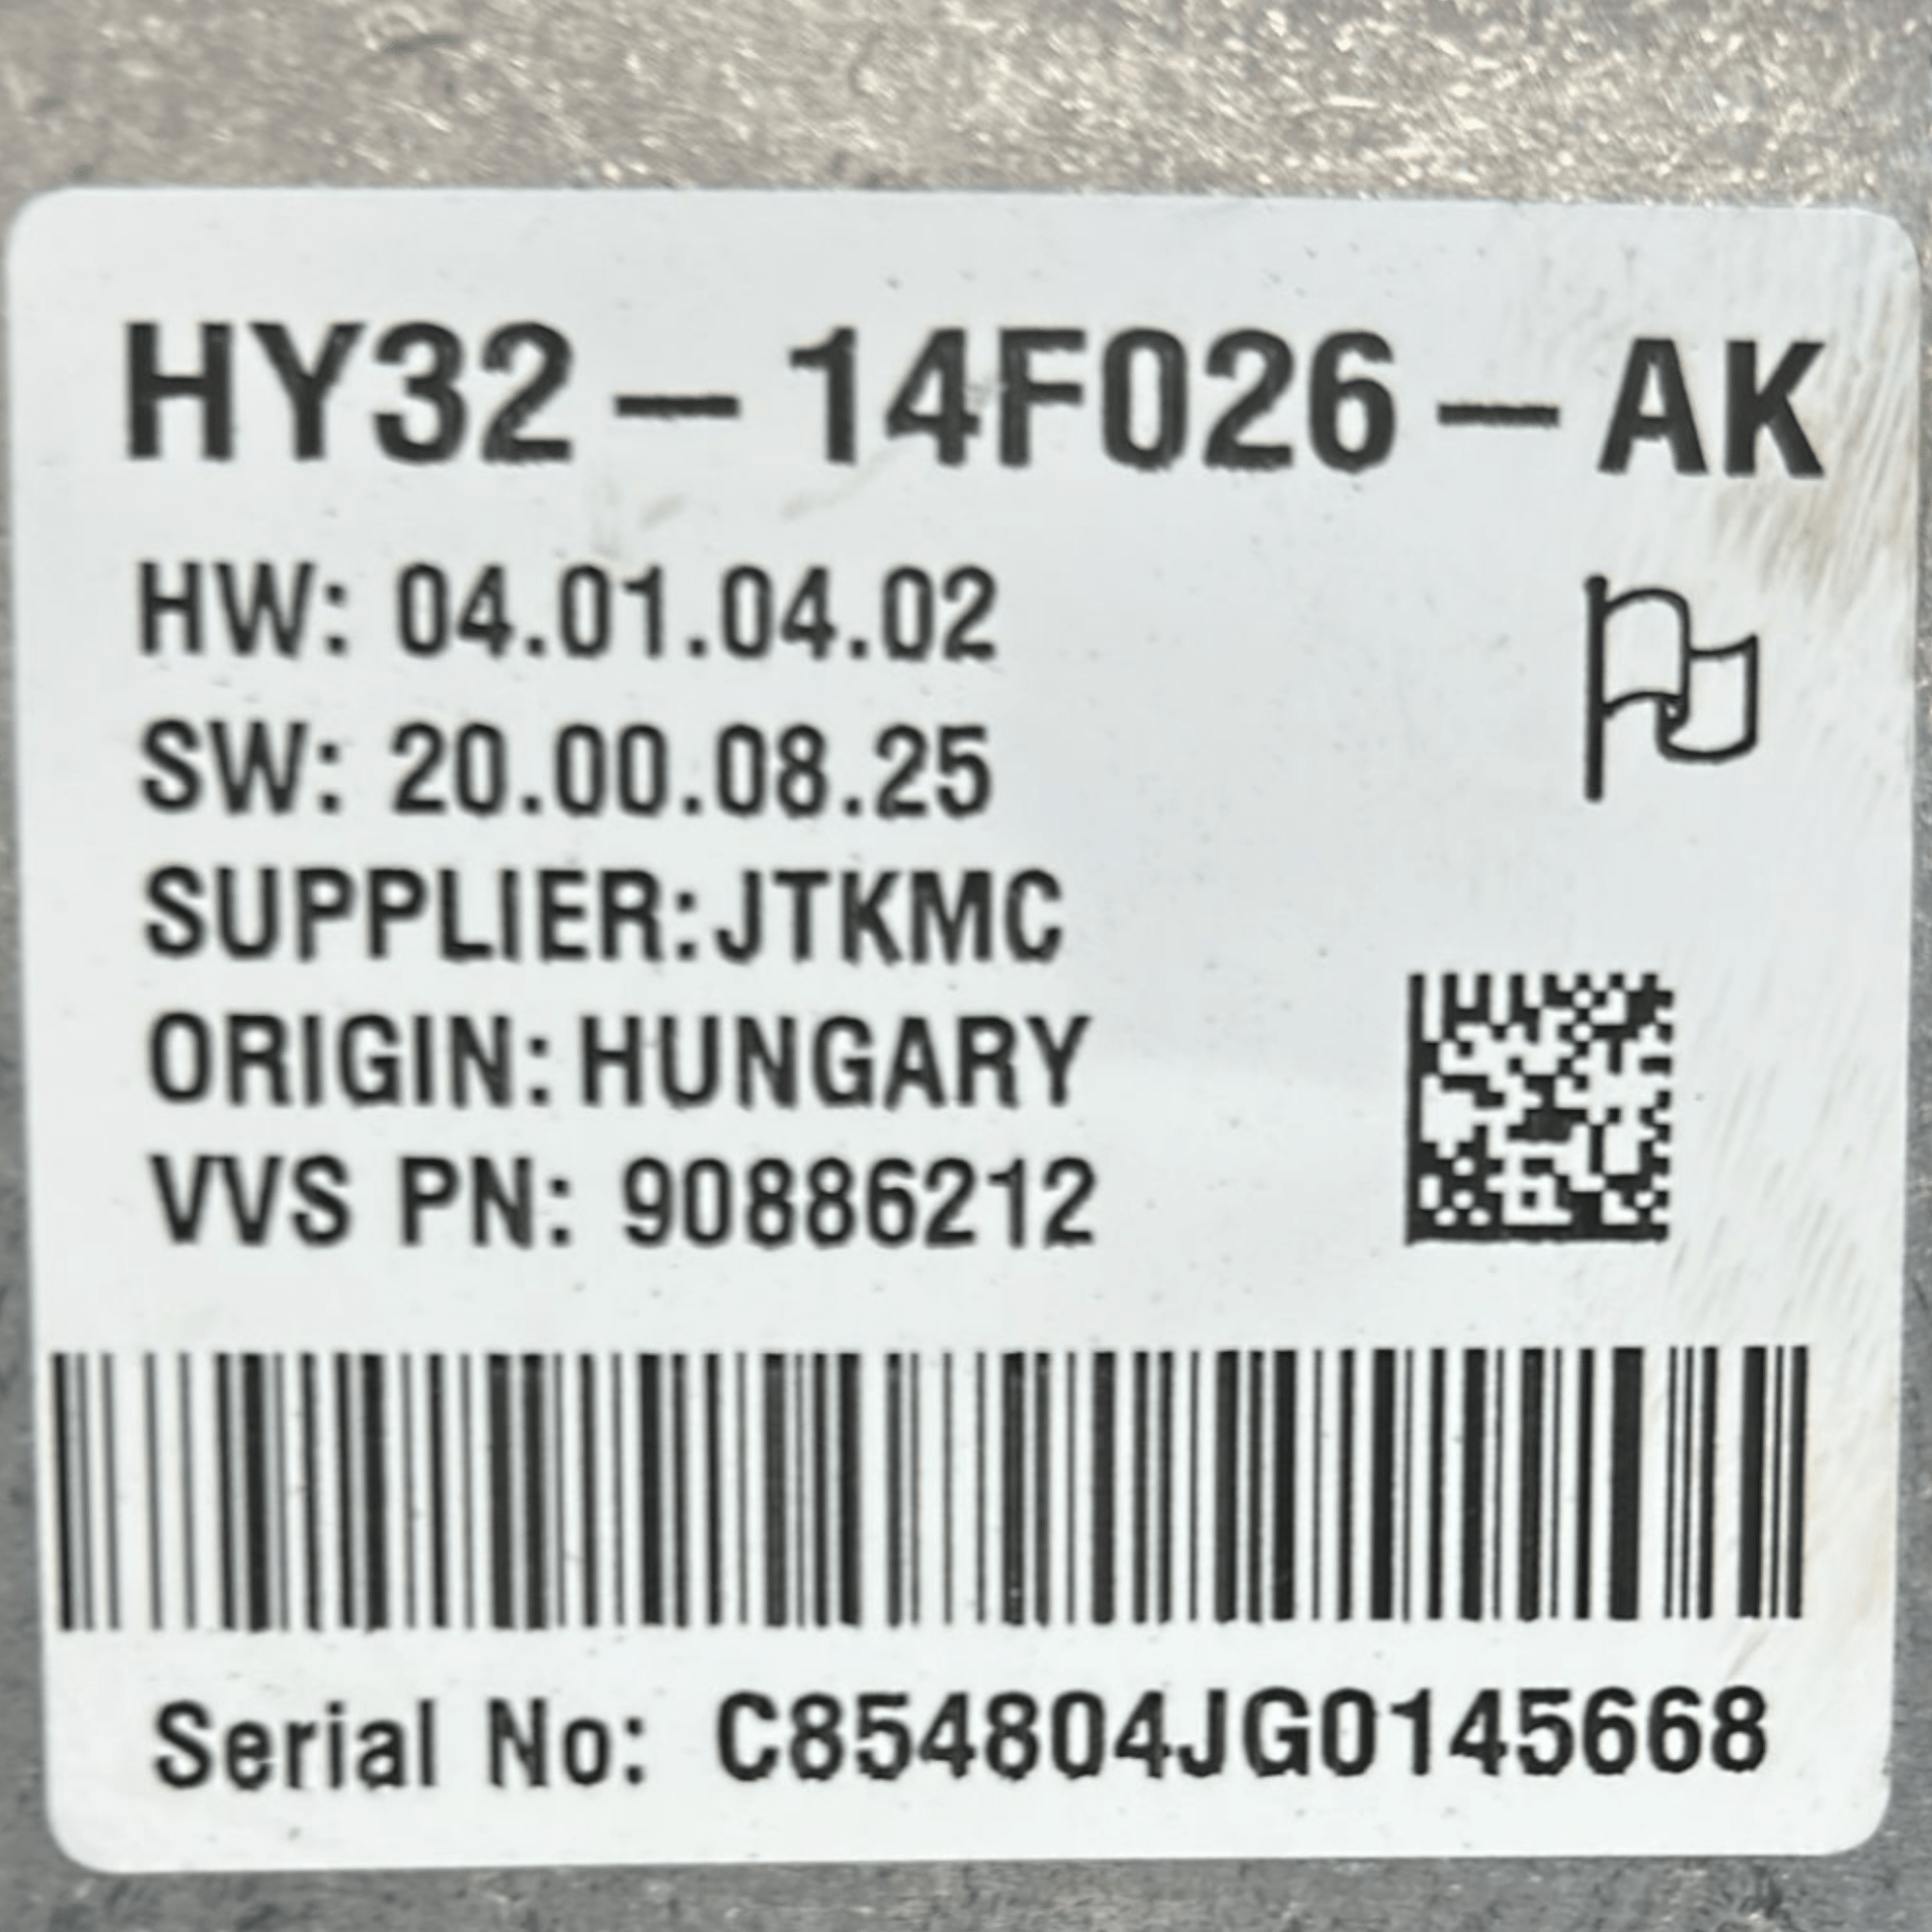 HY32-14F026-AK
HW: 04.01.04.02
SW: 20.00.08.25
SUPPLIER:JTKMC
ORIGIN:HUNGARY
VVS PN: 90886212
Serial No: C854804JG0145668